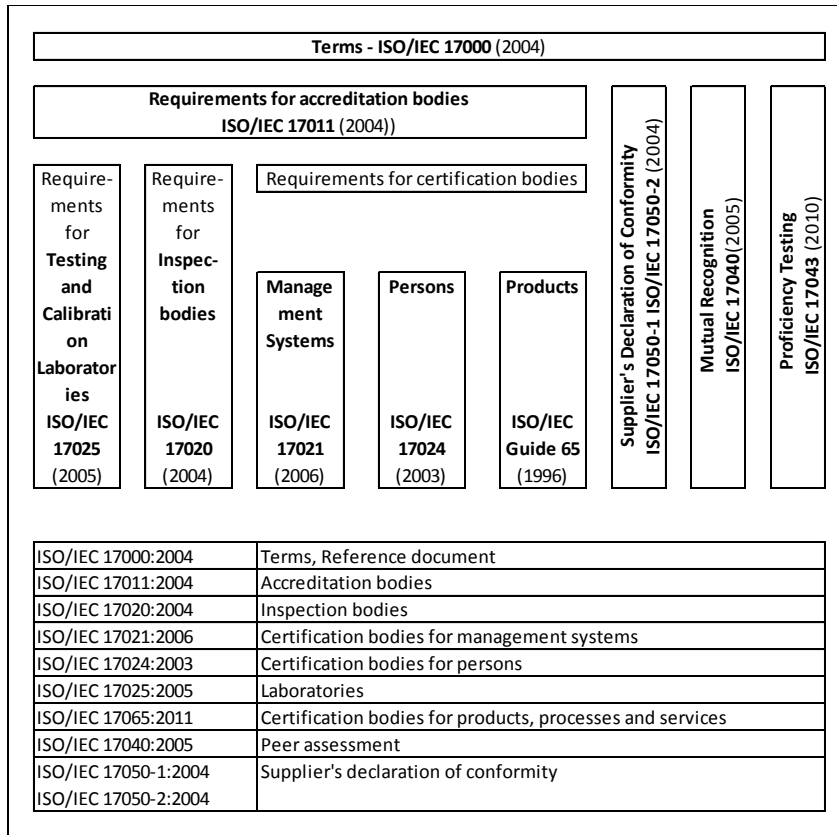 Terms - ISO/IEC 17000 (2004)
Requirements for accreditation bodies
ISO/IEC 17011 (2004))
Require-
ments
for
Testing
and
Calibrati
on
Laborator
ies
ISO/IEC
17025
(2005)
Require-
ments
for
Inspec-
tion
bodies
ISO/IEC
17020
(2004)
Requirements for certification bodies
Manage
ment
Systems
ISO/IEC
17021
(2006)
Persons
ISO/IEC
17024
(2003)
Products
ISO/IEC
Guide 65
(1996)
Supplier's Declaration of Conformity
ISO/IEC 17050-1 ISO/IEC 17050-2 (2004)
Mutual Recognition
ISO/IEC 17040(2005)
Proficiency Testing
ISO/IEC 17043 (2010)
ISO/IEC 17000:2004 Terms, Reference document
ISO/IEC 17011:2004 Accreditation bodies
ISO/IEC 17020:2004 Inspection bodies
ISO/IEC 17021:2006 Certification bodies for management systems
ISO/IEC 17024:2003 Certification bodies for persons
ISO/IEC 17025:2005 Laboratories
ISO/IEC 17065:2011 Certification bodies for products, processes and services
ISO/IEC 17040:2005 Peer assessment
ISO/IEC 17050-1:2004 Supplier's declaration of conformity
ISO/IEC 17050-2:2004